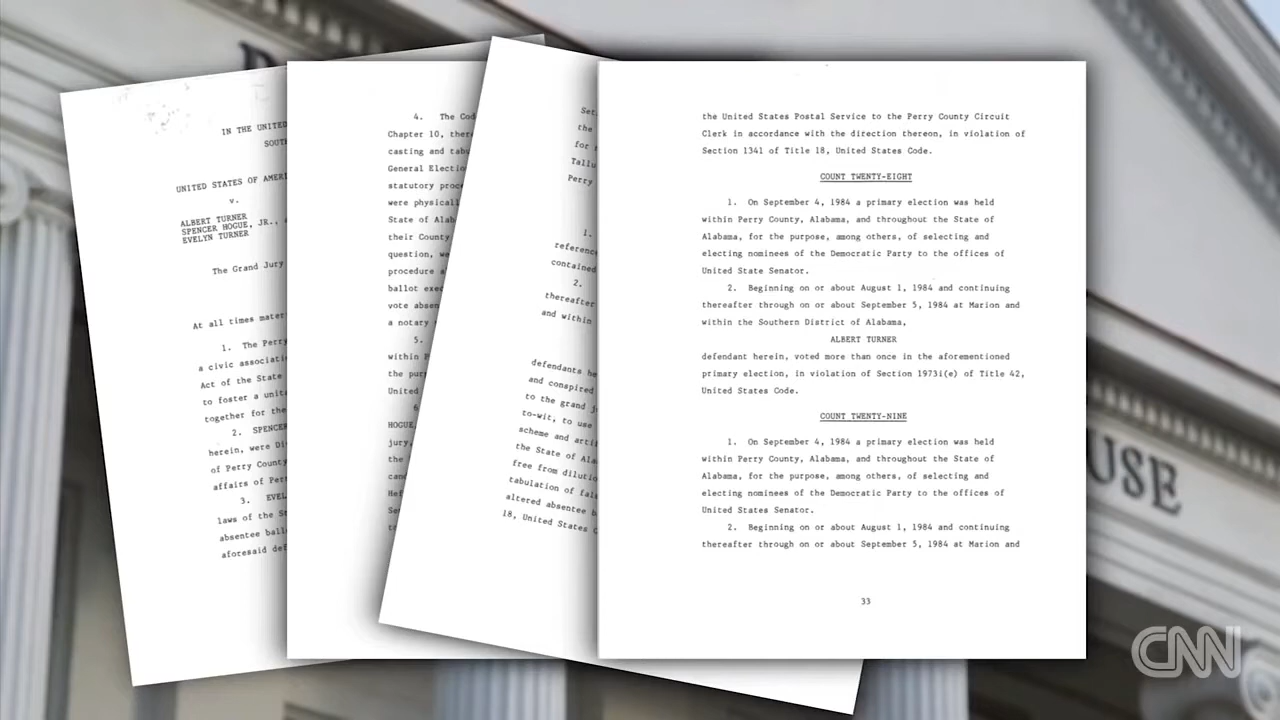 IN THE UNITED
SOUT
UNITED STATES OF AMERI
v.
ALBERT TURNER
SPENCER HOGUE, JR.,
EVELYN TURNER
The Grand Jury
At all times mater
1. The Perry
a civic associati
Act of the State
to foster a unit
together for the
2. SPENCER
herein, were Di
of Perry County
affairs of Per
3. EVEL
laws of the St
absentee ball
aforesaid def
4. The Cod
Chapter 10, ther
casting and tabu
General Electio
statutory proce
were physicall
State of Alab
their County
question, we
procedure a
ballot exec
vote absen
a notary
5.
within P
the pur
United
6
HOGUE,
jury.
the
canc
Hef
Se
to
Set
the
for
Tallu
Perry
1.
reference
contained
2.
thereafter
and within
defendants he
and conspired
to the grand j
to-wit, to use
scheme and arti
the State of Ala
free from dilutio
tabulation of fal
altered absentee b
18, United States C
the United States Postal Service to the Perry County Circuit
Clerk in accordance with the direction thereon, in violation of
Section 1341 of Title 18, United States Code.
COUNT TWENTY-EIGHT
1. On September 4, 1984 a primary election was held
within Perry County, Alabama, and throughout the State of
Alabama, for the purpose, among others, of selecting and
electing nominees of the Democratic Party to the offices of
United State Senator.
2. Beginning on or about August 1, 1984 and continuing
thereafter through on or about September 5, 1984 at Marion and
within the Southern District of Alabama,
ALBERT TURNER
defendant herein, voted more than once in the aforementioned
primary election, in violation of Section 1973i(e) of Title 42,
United States Code.
COUNT TWENTY-NINE
1. On September 4, 1984 a primary election was held
within Perry County, Alabama, and throughout the State of
Alabama, for the purpose, among others, of selecting and
electing nominees of the Democratic Party to the offices of
United States Senator.
2. Beginning on or about August 1, 1984 and continuing
thereafter through on or about September 5, 1984 at Marion and
33
USE
CNN